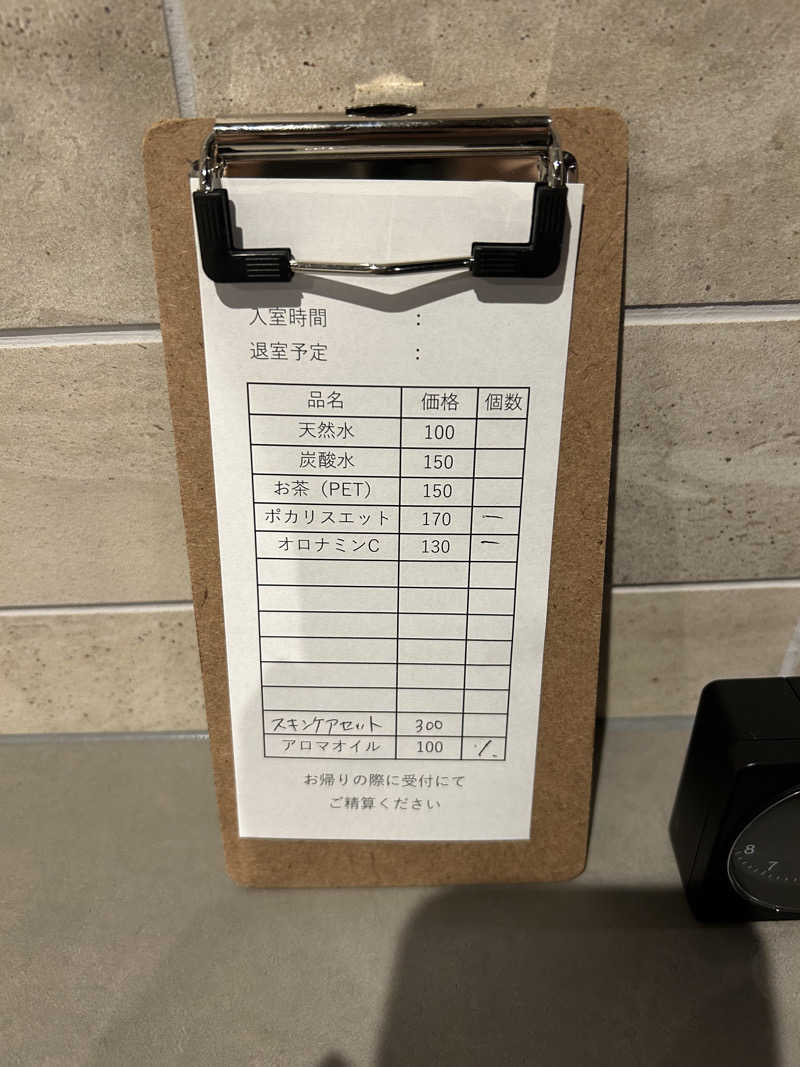 入室時間 :
退室予定 :
品名 価格 個数
天然水 100
炭酸水 150
お茶（PET） 150
ポカリスエット 170 一
オロナミンC 130 一
スキンケアセット 300
アロマオイル 100
お帰りの際に受付にて
ご精算ください
8
7